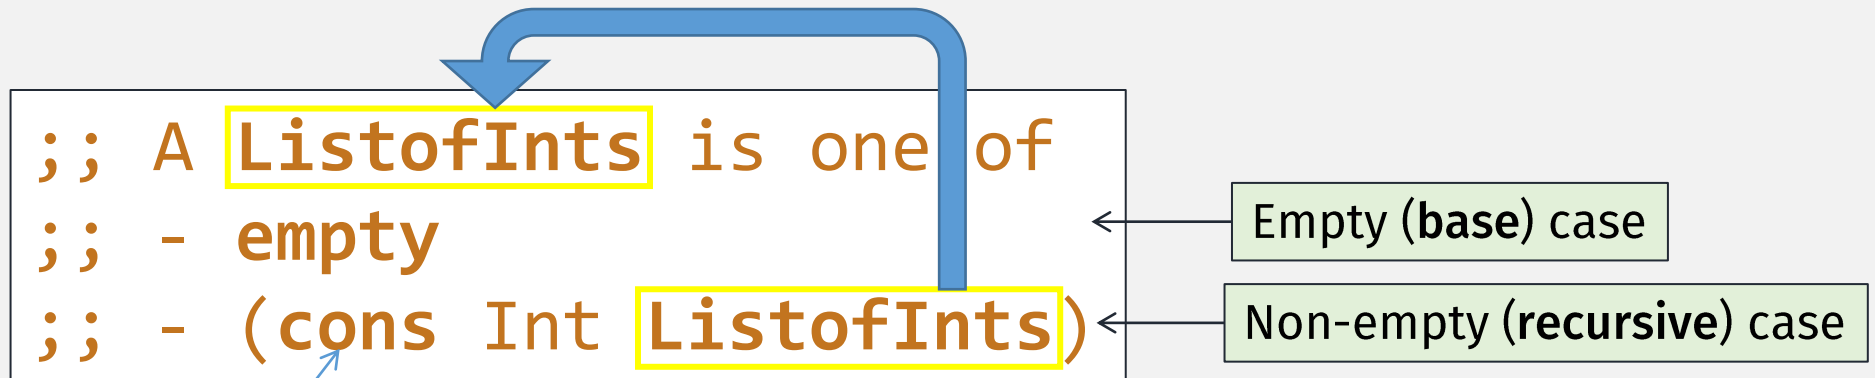 ;; A ListofInts is one of
;; - empty
Empty (base) case
;; - (cons Int ListofInts)
Non-empty (recursive) case